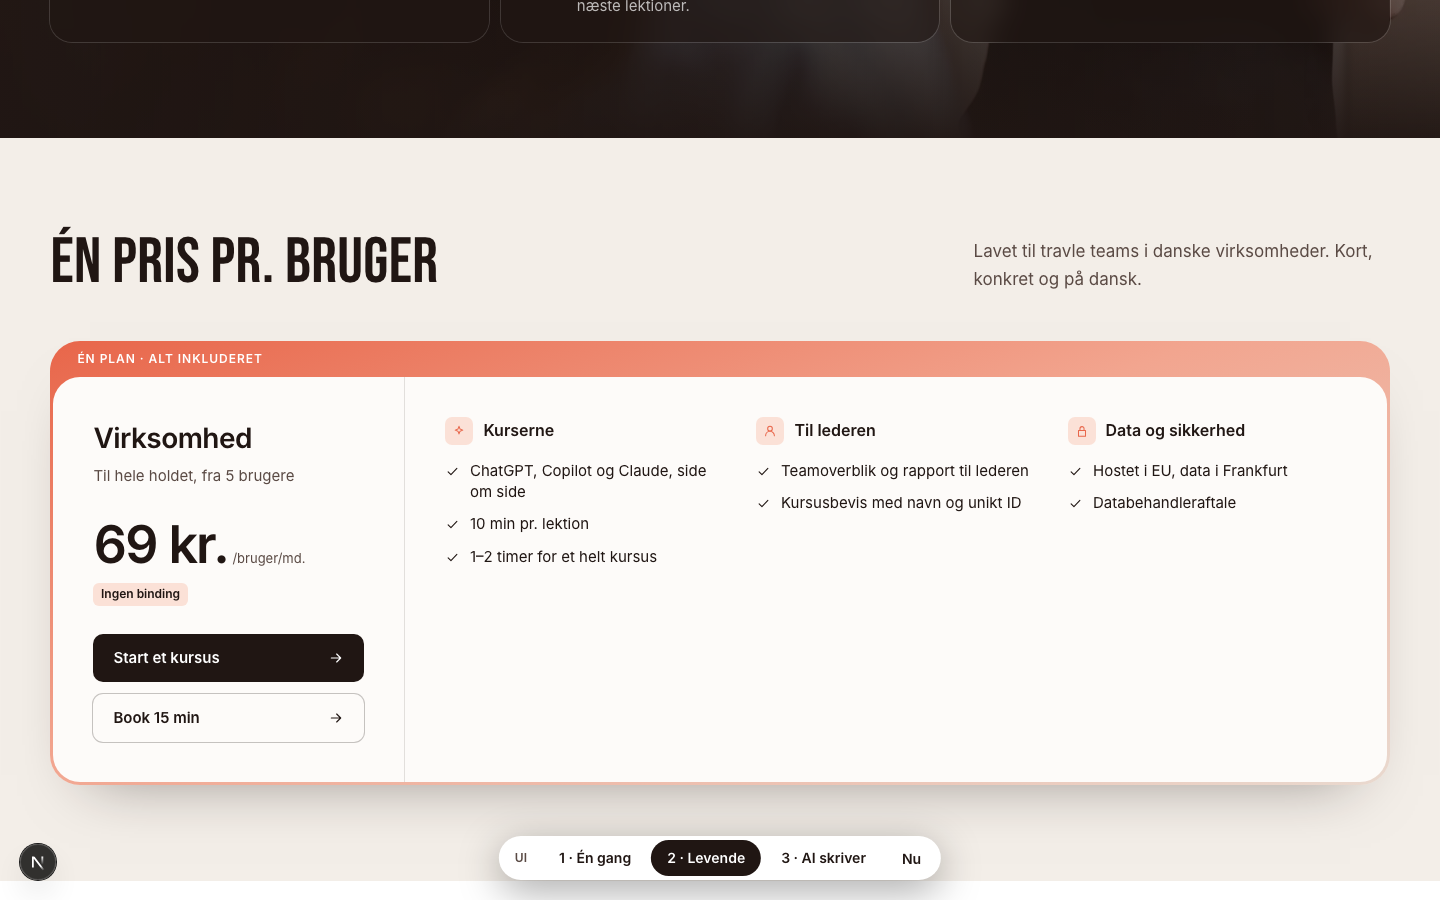 næste lektioner.
ÉN PRIS PR. BRUGER
Lavet til travle teams i danske virksomheder. Kort,
konkret og på dansk.
ÉN PLAN · ALT INKLUDERET
Virksomhed
Til hele holdet, fra 5 brugere
69 kr. /bruger/md.
Ingen binding
Start et kursus →
Book 15 min →
Kurserne
ChatGPT, Copilot og Claude, side
om side
10 min pr. lektion
1–2 timer for et helt kursus
Til lederen
Teamoverblik og rapport til lederen
Kursusbevis med navn og unikt ID
Data og sikkerhed
Hostet i EU, data i Frankfurt
Databehandleraftale
N
UI 1 · Én gang 2 · Levende 3 · AI skriver Nu